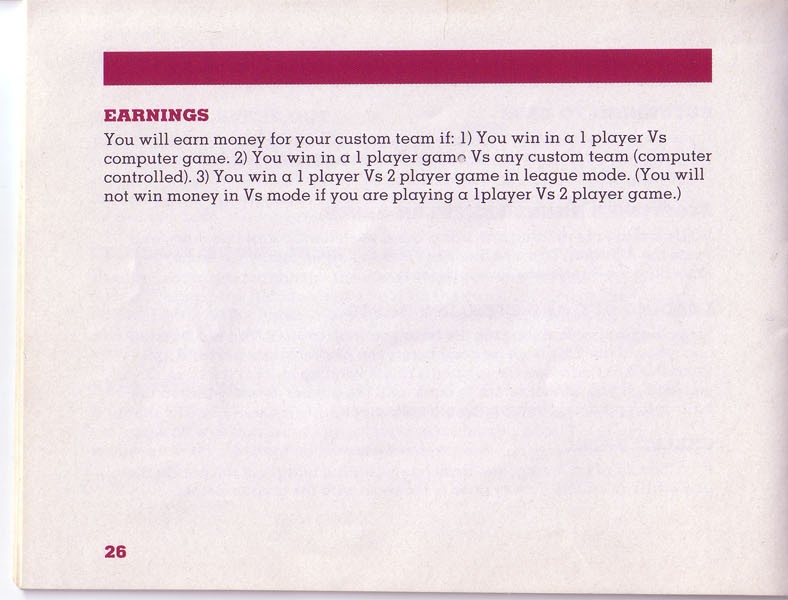 EARNINGS
You will earn money for your custom team if: 1) You win in a 1 player Vs
computer game. 2) You win in a 1 player game Vs any custom team (computer
controlled). 3) You win a 1 player Vs 2 player game in league mode. (You will
not win money in Vs mode if you are playing a 1player Vs 2 player game.)
26